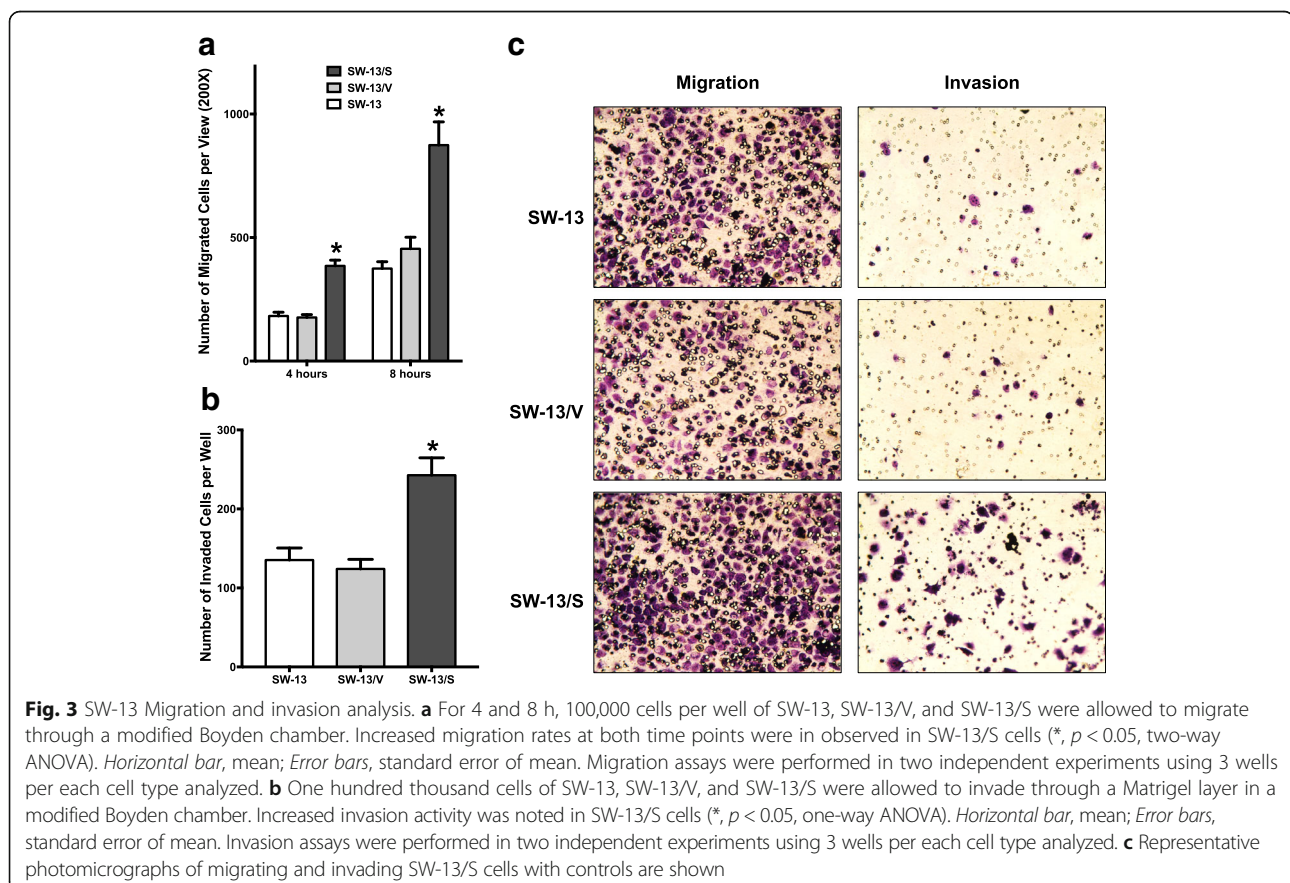 a
SW-13/S
SW-13/V
SW-13
Number of Migrated Cells per View (200X)
1000
500
0
*
*
4 hours
8 hours
b
Number of Invaded Cells per Well
300
200
100
0
*
SW-13
SW-13/V
SW-13/S
c
Migration
Invasion
SW-13
SW-13/V
SW-13/S
Fig. 3 SW-13 Migration and invasion analysis. a For 4 and 8 h, 100,000 cells per well of SW-13, SW-13/V, and SW-13/S were allowed to migrate
through a modified Boyden chamber. Increased migration rates at both time points were in observed in SW-13/S cells (*, p < 0.05, two-way
ANOVA). Horizontal bar, mean; Error bars, standard error of mean. Migration assays were performed in two independent experiments using 3 wells
per each cell type analyzed. b One hundred thousand cells of SW-13, SW-13/V, and SW-13/S were allowed to invade through a Matrigel layer in a
modified Boyden chamber. Increased invasion activity was noted in SW-13/S cells (*, p < 0.05, one-way ANOVA). Horizontal bar, mean; Error bars,
standard error of mean. Invasion assays were performed in two independent experiments using 3 wells per each cell type analyzed. c Representative
photomicrographs of migrating and invading SW-13/S cells with controls are shown